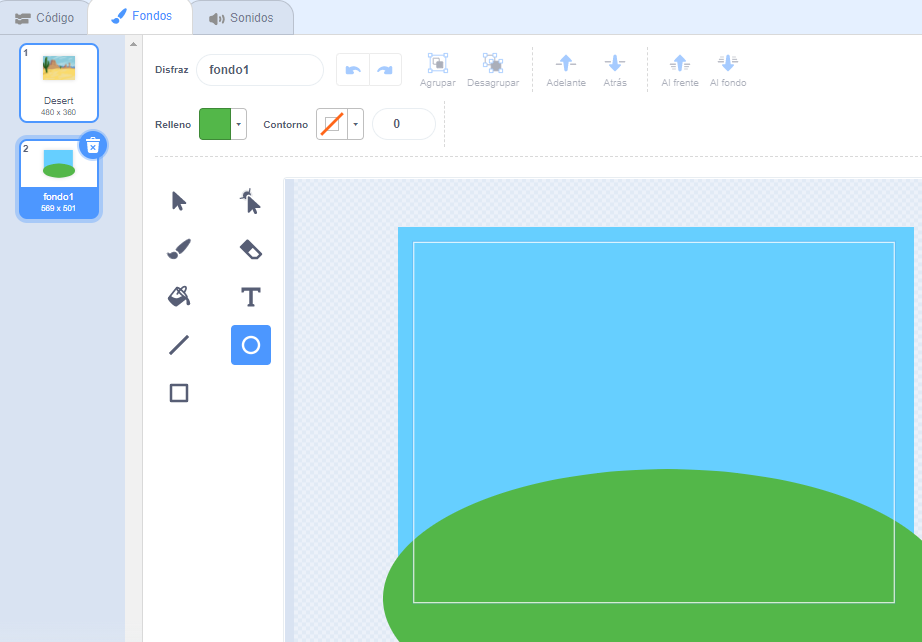 Código
Fondos
Sonidos
1
Desert
480 x 360
2
fondo1
569 x 501
Disfraz
fondo1
Agrupar
Desagrupar
Adelante
Atrás
Al frente
Al fondo
Relleno
Contorno
0
T